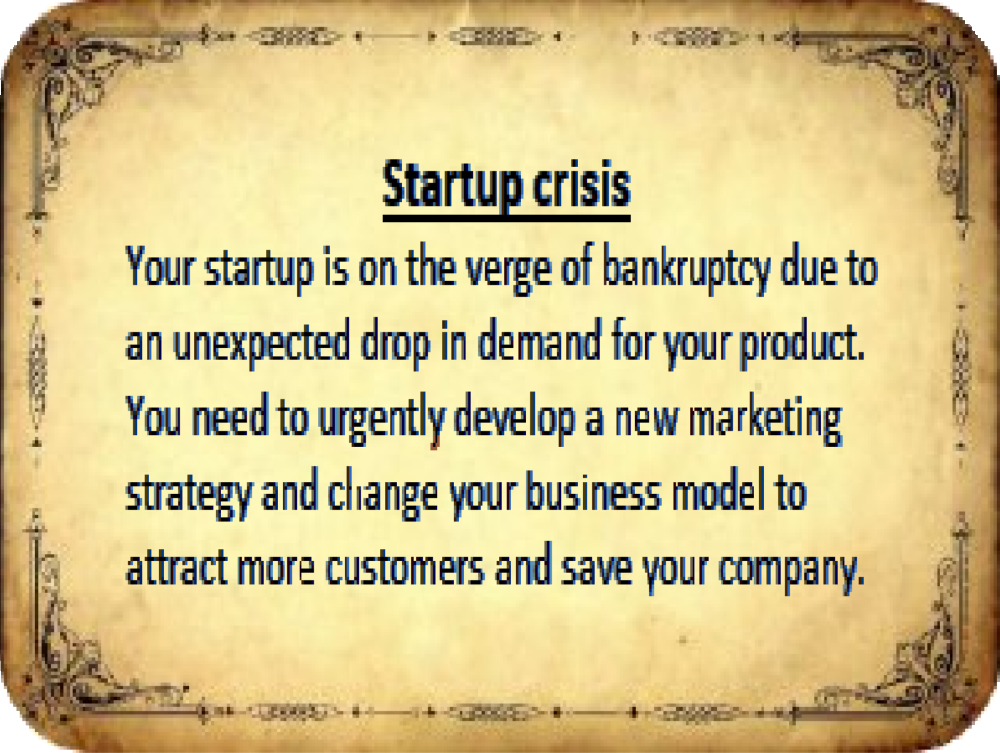 Startup crisis
Your startup is on the verge of bankruptcy due to
an unexpected drop in demand for your product.
You need to urgently develop a new marketing
strategy and change your business model to
attract more customers and save your company.